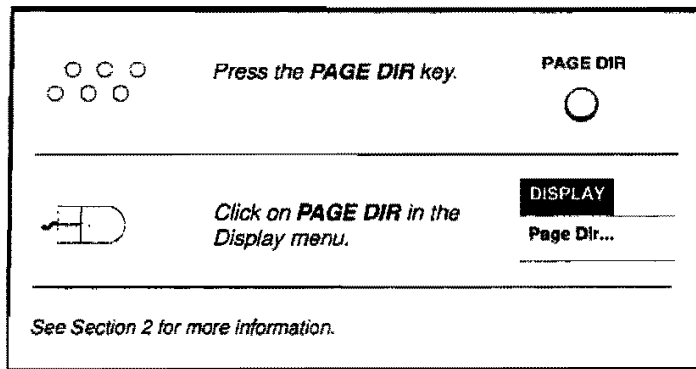 Press the PAGE DIR key.
PAGE DIR
Click on PAGE DIR in the
Display menu.
DISPLAY
Page Dir...
See Section 2 for more information.